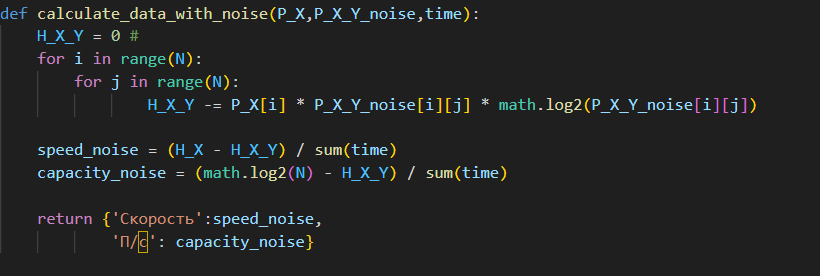 def calculate_data_with_noise(P_X,P_X_Y_noise,time):
    H_X_Y = 0 #
    for i in range(N):
        for j in range(N):
                H_X_Y -= P_X[i] * P_X_Y_noise[i][j] * math.log2(P_X_Y_noise[i][j])
    speed_noise = (H_X - H_X_Y) / sum(time)
    capacity_noise = (math.log2(N) - H_X_Y) / sum(time)
    return {'Скорость':speed_noise,
            'П/с': capacity_noise}